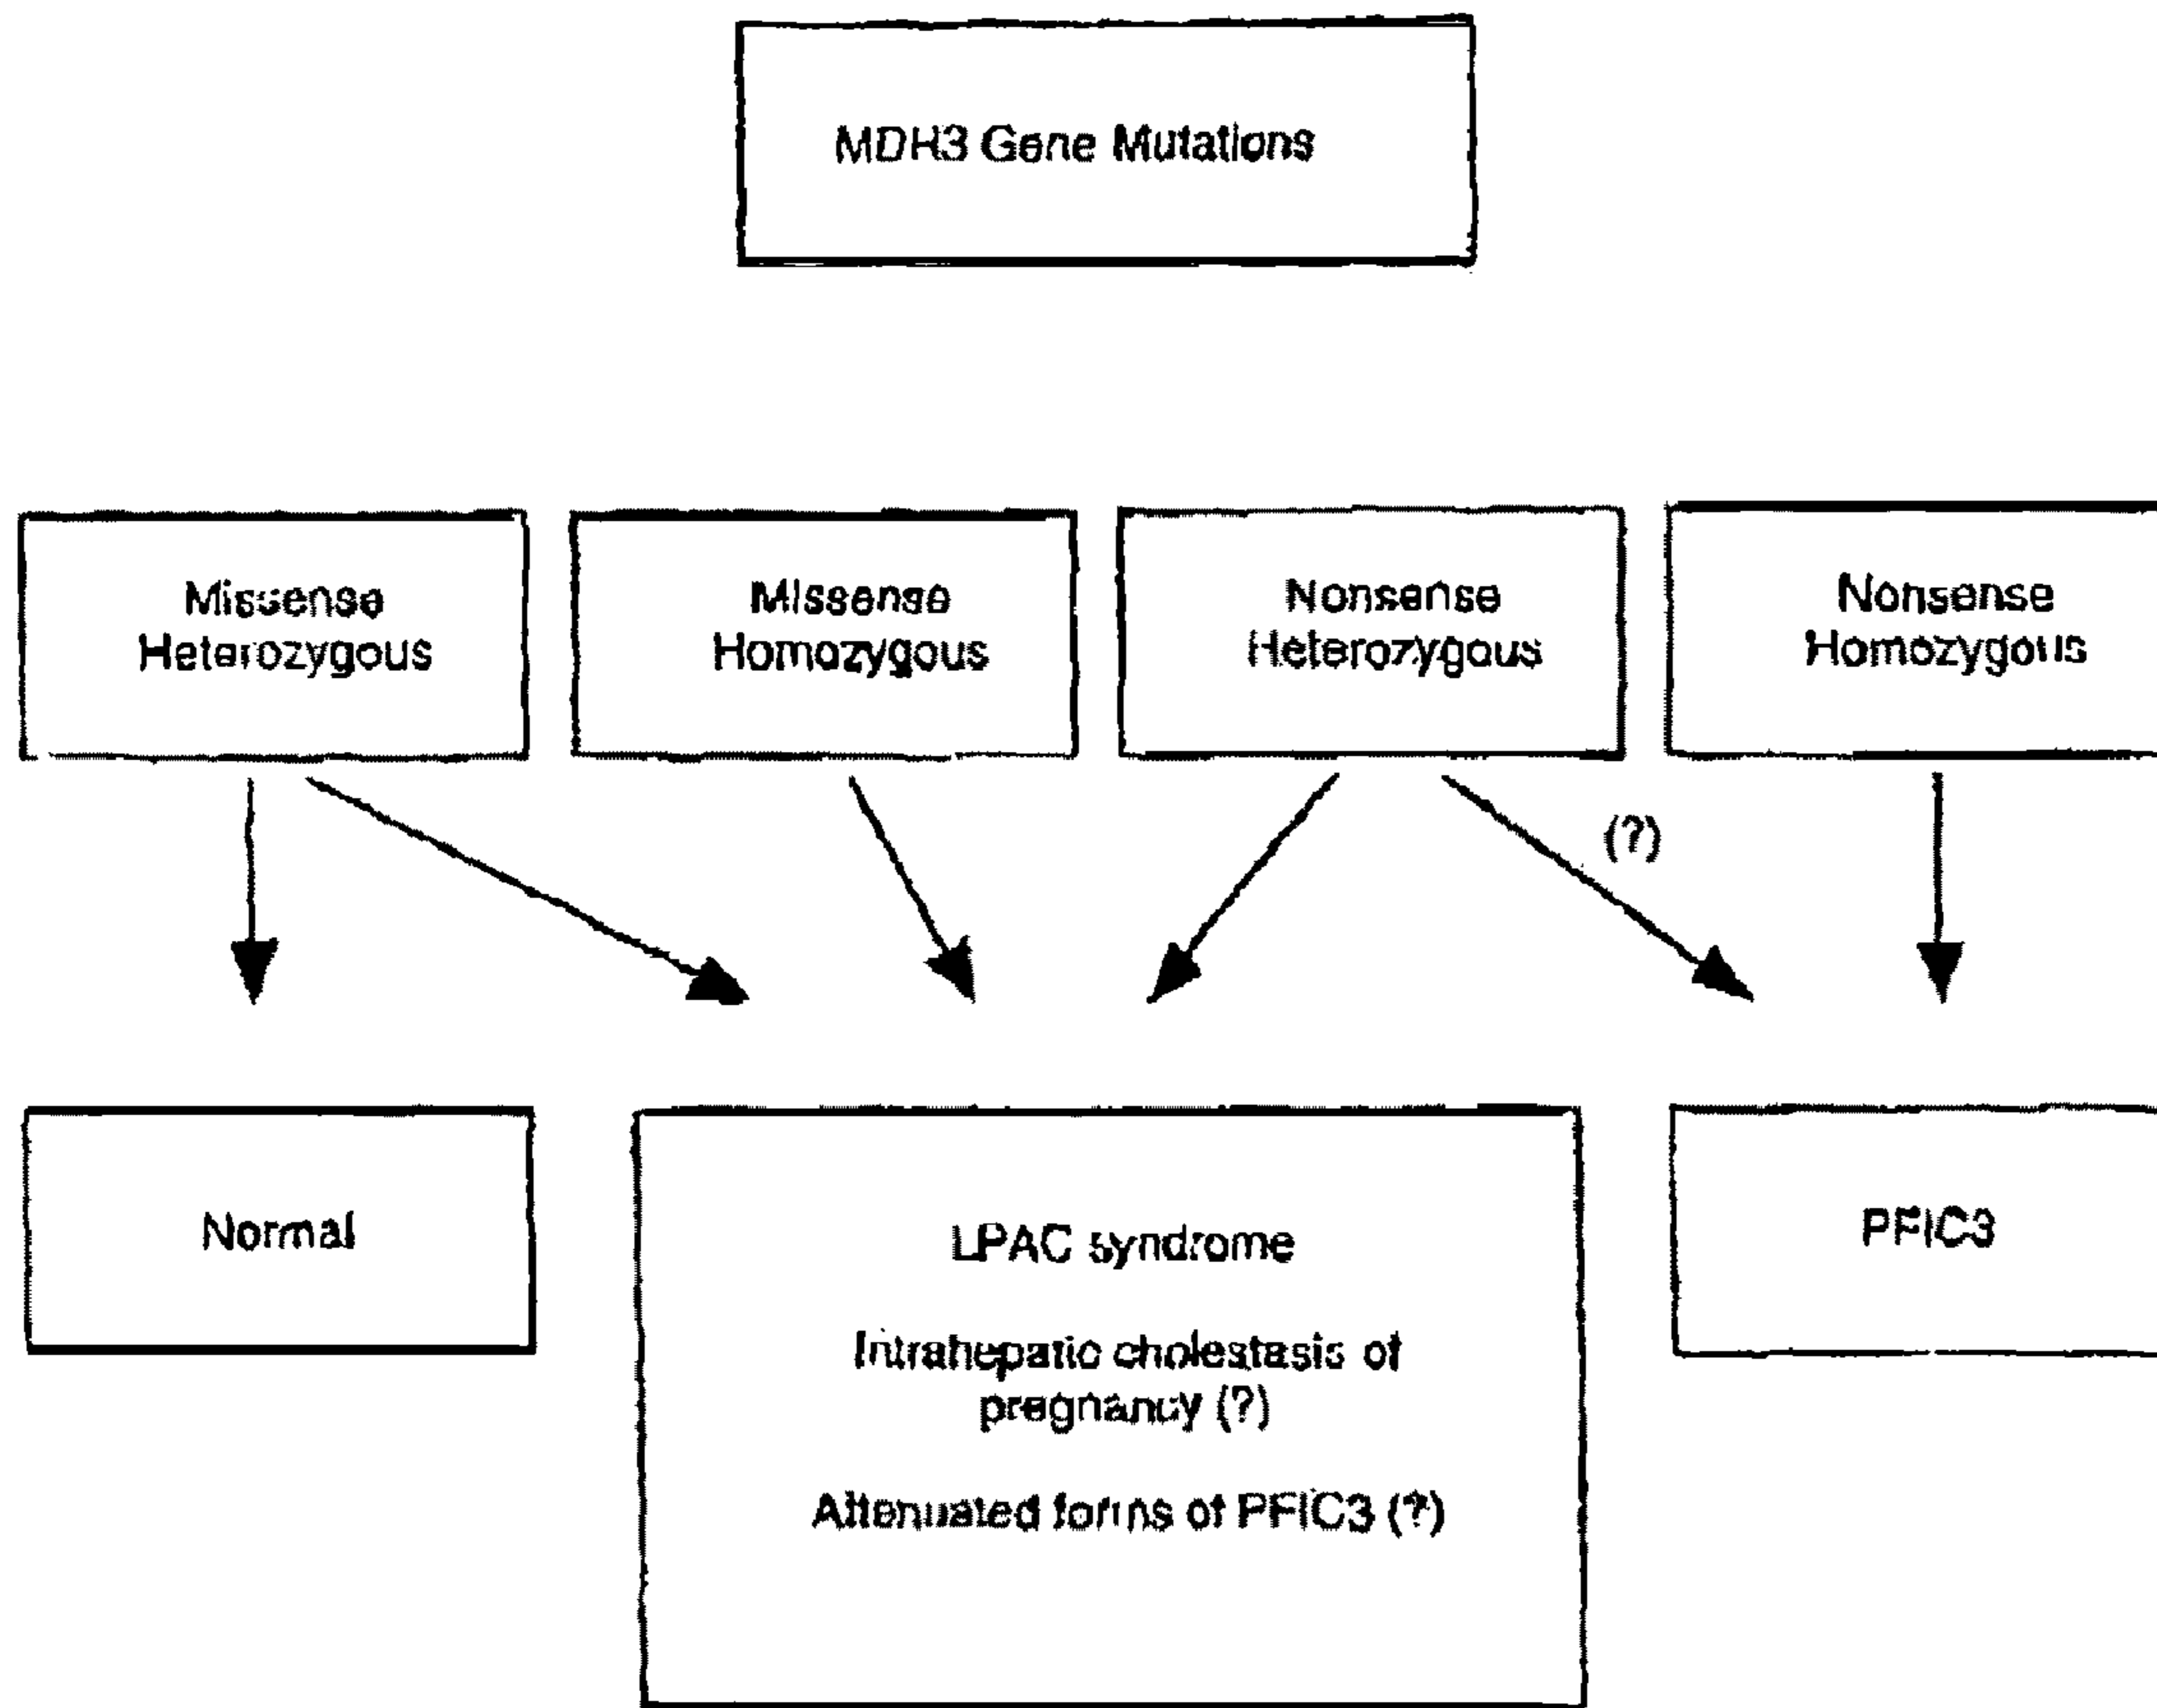 MDR3 Gene Mutations
Missense
Heterozygous
Missense
Homozygous
Nonsense
Heterozygous
Nonsense
Homozygous
(?)
Normal
LPAC syndrome
Intrahepatic cholestasis of
pregnancy (?)
Attenuated forms of PFIC3 (?)
PFIC3